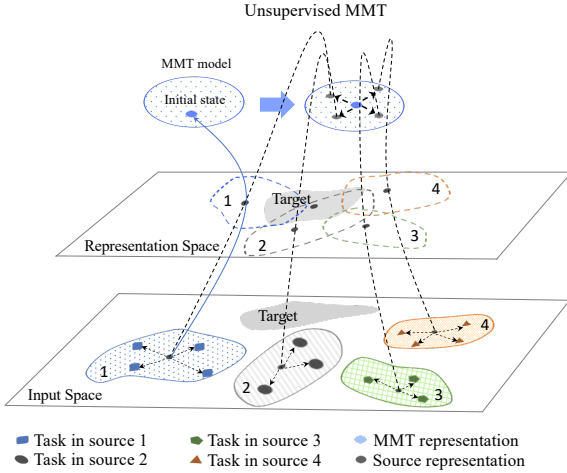 Unsupervised MMT
MMT model
Initial state
1
Target
4
2
3
Representation Space
Target
4
1
2
3
Input Space
Task in source 1
Task in source 3
MMT representation
Task in source 2
Task in source 4
Source representation